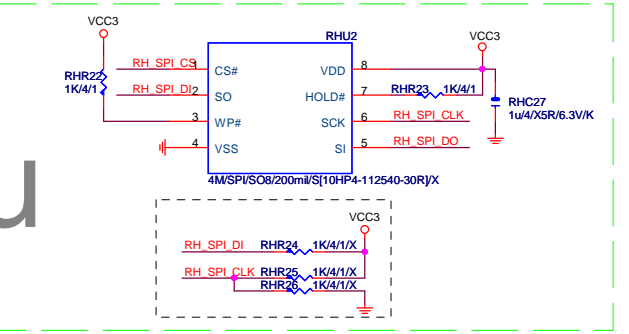 VCC3
RHU2
VCC3
RH_SPI_CS 1 CS# VDD 8
RHR22
1K/4/1
RH_SPI_DI 2 SO HOLD# 7 RHR23 1K/4/1
RHC27
1u/4/X5R/6.3V/K
3 WP# SCK 6 RH_SPI_CLK
4 VSS SI 5 RH_SPI_DO
4M/SPI/SO8/200mil/S[10HP4-112540-30R]/X
u
VCC3
RH_SPI_DI RHR24 1K/4/1/X
RH_SPI_CLK RHR25 1K/4/1/X
RHR26 1K/4/1/X